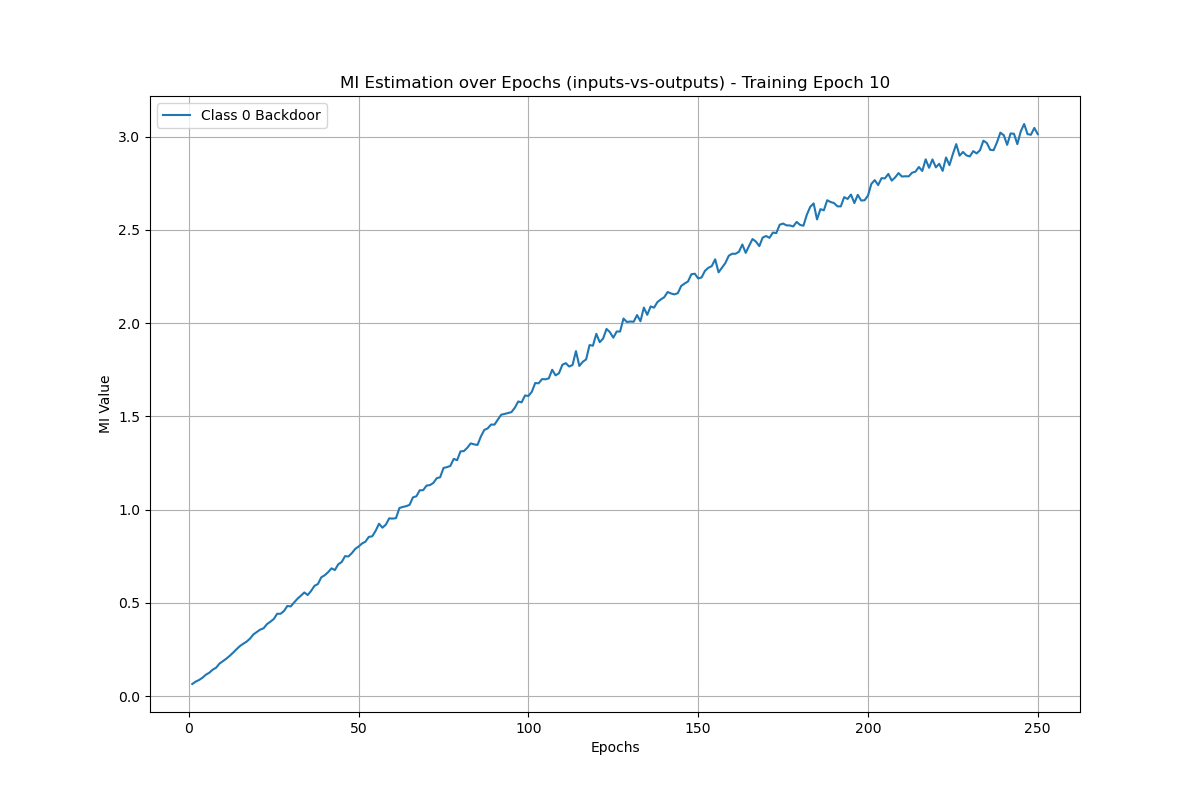 MI Estimation over Epochs (inputs-vs-outputs) - Training Epoch 10
Class 0 Backdoor
3.0
2.5
2.0
1.5
1.0
0.5
0.0
MI Value
0 50 100 150 200 250
Epochs